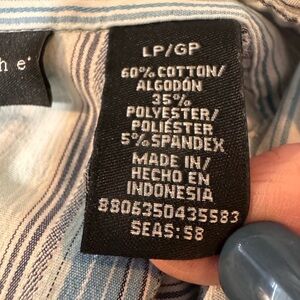 h e
LP/GP
60% COTTON/
ALGODÓN
35%
POLYESTER/
POLIÉSTER
5% SPANDEX
MADE IN/
HECHO EN
INDONESIA
8806350435583
SEAS:S8